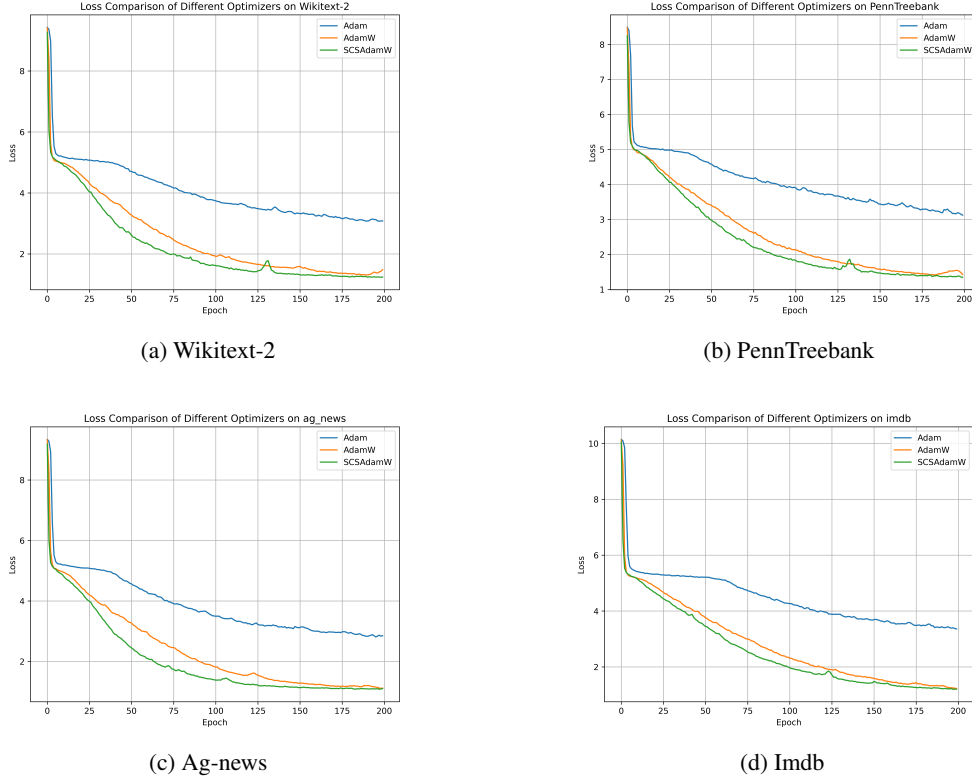 Loss Comparison of Different Optimizers on Wikitext-2
Adam
AdamW
SCSAdamW
8
6
4
2
Loss
0 25 50 75 100 125 150 175 200
Epoch
(a) Wikitext-2
Loss Comparison of Different Optimizers on PennTreebank
Adam
AdamW
SCSAdamW
8
7
6
5
4
3
2
1
Loss
0 25 50 75 100 125 150 175 200
Epoch
(b) PennTreebank
Loss Comparison of Different Optimizers on ag_news
Adam
AdamW
SCSAdamW
8
6
4
2
Loss
0 25 50 75 100 125 150 175 200
Epoch
(c) Ag-news
Loss Comparison of Different Optimizers on imdb
Adam
AdamW
SCSAdamW
10
8
6
4
2
Loss
0 25 50 75 100 125 150 175 200
Epoch
(d) Imdb